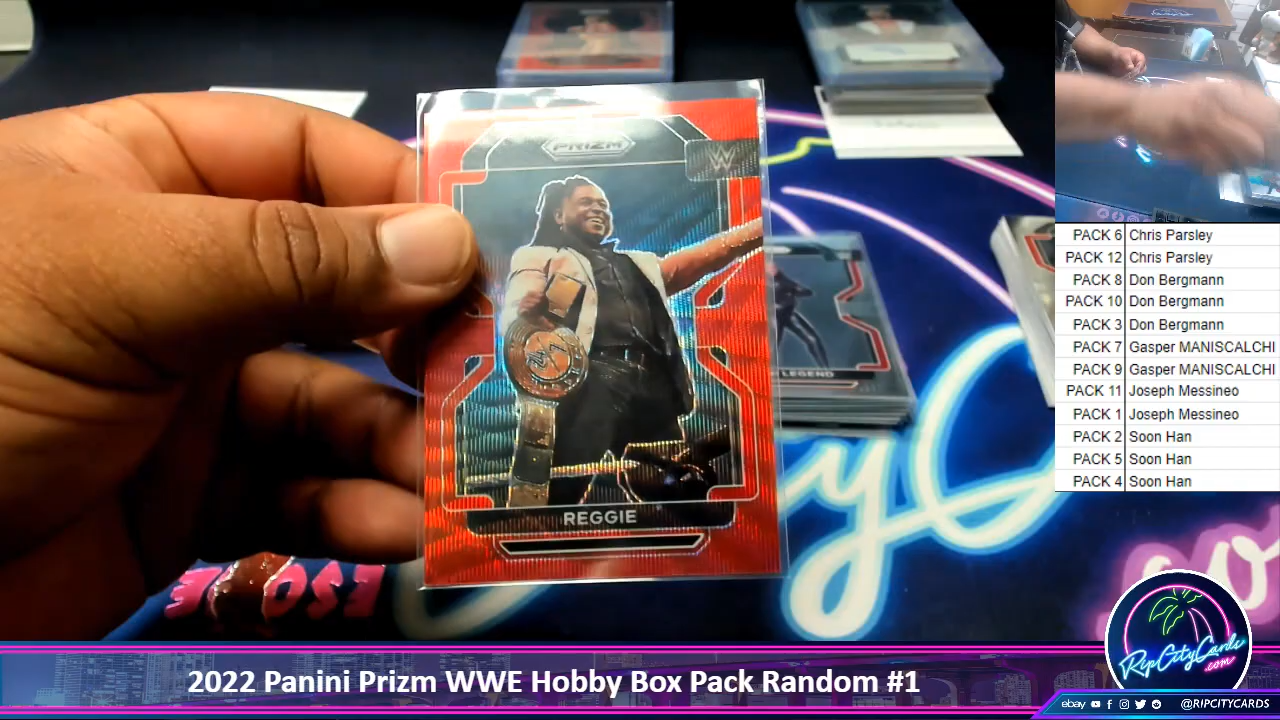 PRIZM
W
REGGIE
LEGEND
PACK 6 Chris Parsley
PACK 12 Chris Parsley
PACK 8 Don Bergmann
PACK 10 Don Bergmann
PACK 3 Don Bergmann
PACK 7 Gasper MANISCALCHI
PACK 9 Gasper MANISCALCHI
PACK 11 Joseph Messineo
PACK 1 Joseph Messineo
PACK 2 Soon Han
PACK 5 Soon Han
PACK 4 Soon Han
RipCityCards
.com
2022 Panini Prizm WWE Hobby Box Pack Random #1
ebay @RIPCITYCARDS